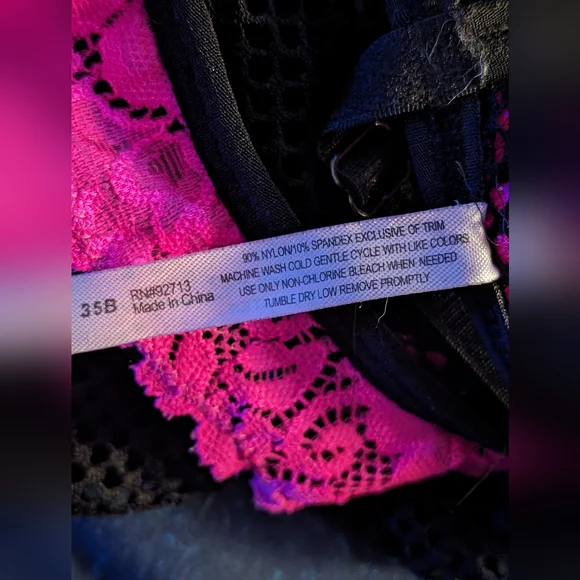 35B
RN#92713
Made In China
90% NYLON/10% SPANDEX EXCLUSIVE OF TRIM
MACHINE WASH COLD GENTLE CYCLE WITH LIKE COLORS
USE ONLY NON-CHLORINE BLEACH WHEN NEEDED
TUMBLE DRY LOW REMOVE PROMPTLY